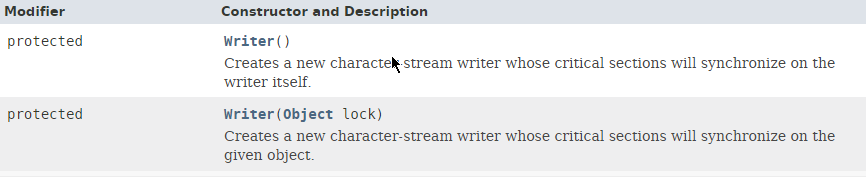 Modifier Constructor and Description
protected Writer()
Creates a new character-stream writer whose critical sections will synchronize on the
writer itself.
protected Writer(Object lock)
Creates a new character-stream writer whose critical sections will synchronize on the
given object.